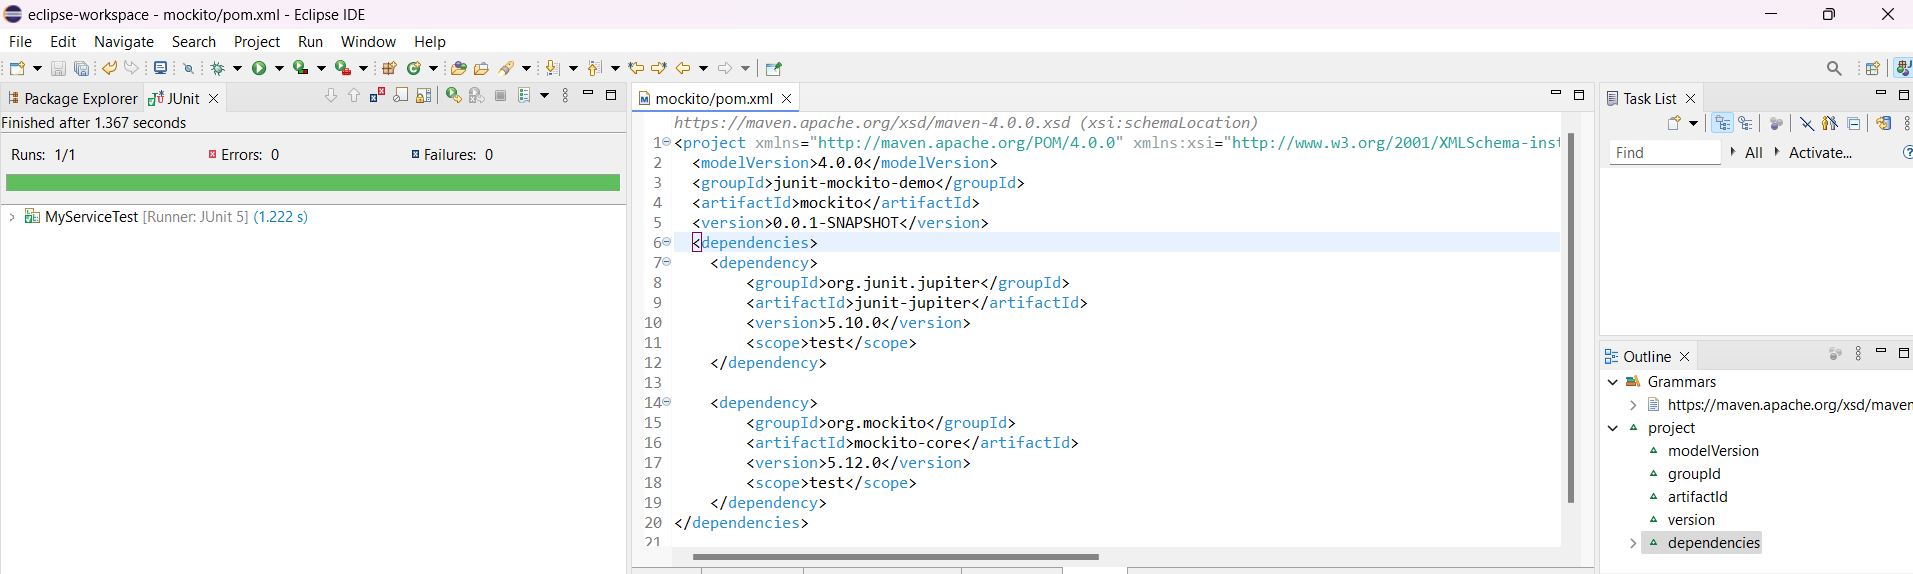 eclipse-workspace - mockito/pom.xml - Eclipse IDE
File Edit Navigate Search Project Run Window Help
Package Explorer JUnit
Finished after 1.367 seconds
Runs: 1/1 Errors: 0 Failures: 0
MyServiceTest [Runner: JUnit 5] (1.222 s)
mockito/pom.xml
https://maven.apache.org/xsd/maven-4.0.0.xsd (xsi:schemaLocation)
1 <project xmlns="http://maven.apache.org/POM/4.0.0" xmlns:xsi="http://www.w3.org/2001/XMLSchema-inst
2 <modelVersion>4.0.0</modelVersion>
3 <groupId>junit-mockito-demo</groupId>
4 <artifactId>mockito</artifactId>
5 <version>0.0.1-SNAPSHOT</version>
6 <dependencies>
7 <dependency>
8 <groupId>org.junit.jupiter</groupId>
9 <artifactId>junit-jupiter</artifactId>
10 <version>5.10.0</version>
11 <scope>test</scope>
12 </dependency>
13
14 <dependency>
15 <groupId>org.mockito</groupId>
16 <artifactId>mockito-core</artifactId>
17 <version>5.12.0</version>
18 <scope>test</scope>
19 </dependency>
20 </dependencies>
21
Task List
Find All Activate...
Outline
Grammars
https://maven.apache.org/xsd/maven
project
modelVersion
groupId
artifactId
version
dependencies